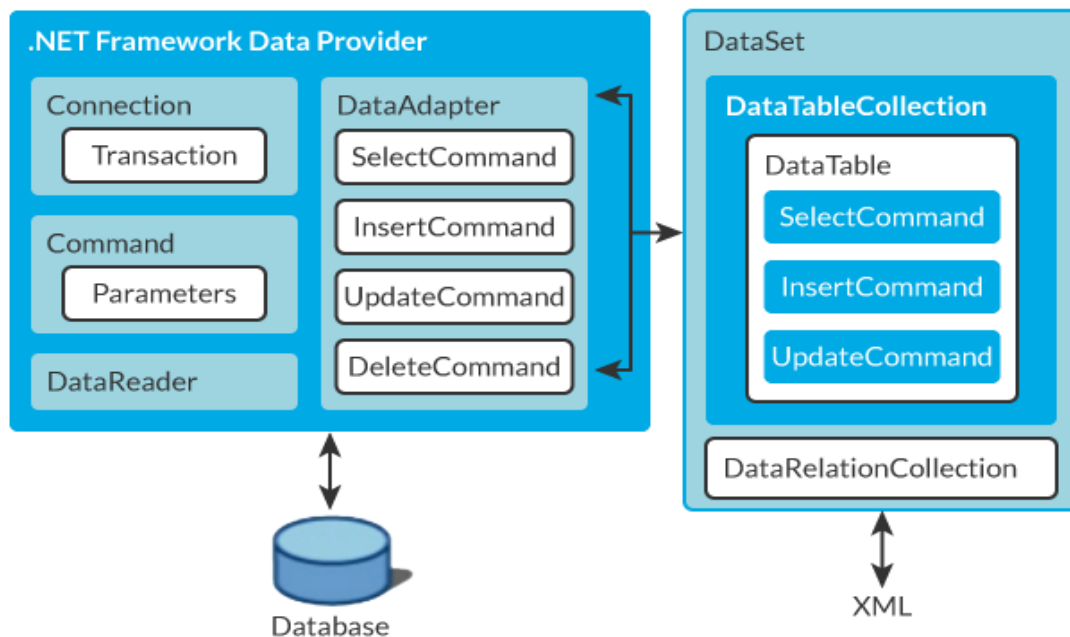 .NET Framework Data Provider
Connection
Transaction
Command
Parameters
DataReader
DataAdapter
SelectCommand
InsertCommand
UpdateCommand
DeleteCommand
Database
DataSet
DataTableCollection
DataTable
SelectCommand
InsertCommand
UpdateCommand
DataRelationCollection
XML